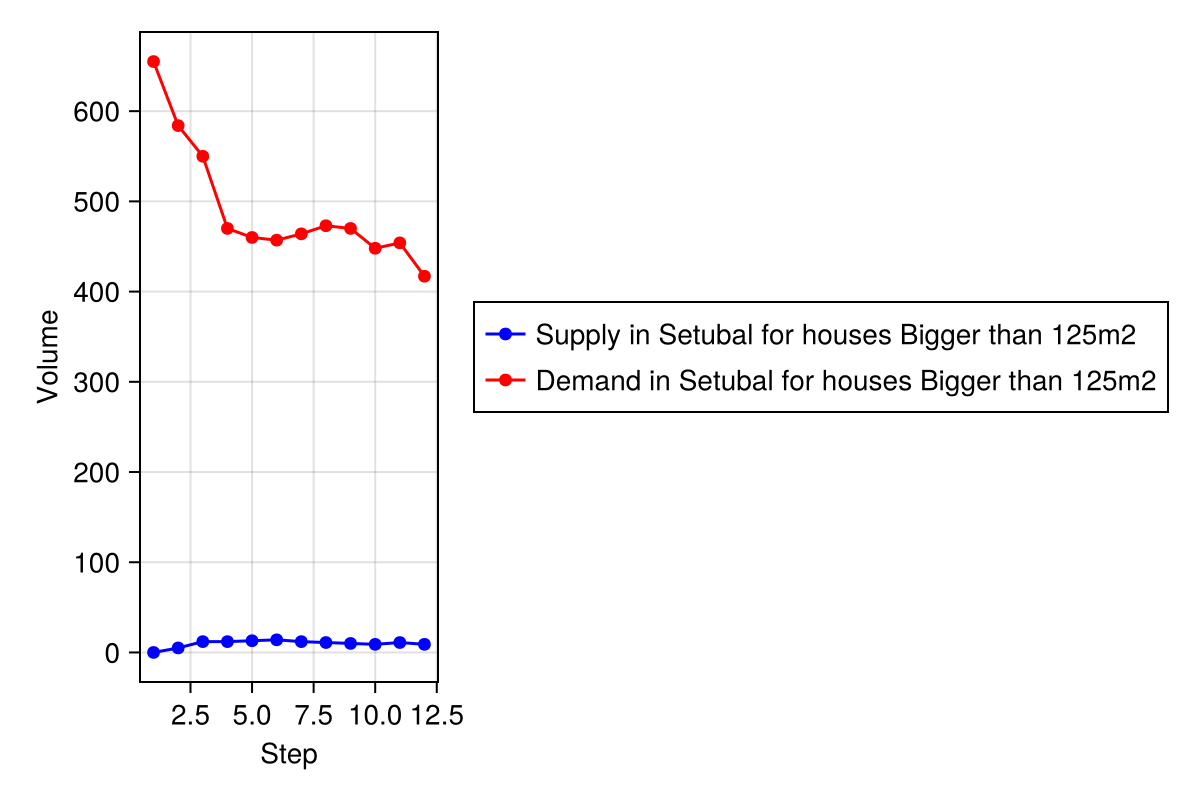 600
500
400
300
200
100
0
Volume
2.5 5.0 7.5 10.0 12.5
Step
Supply in Setubal for houses Bigger than 125m2
Demand in Setubal for houses Bigger than 125m2